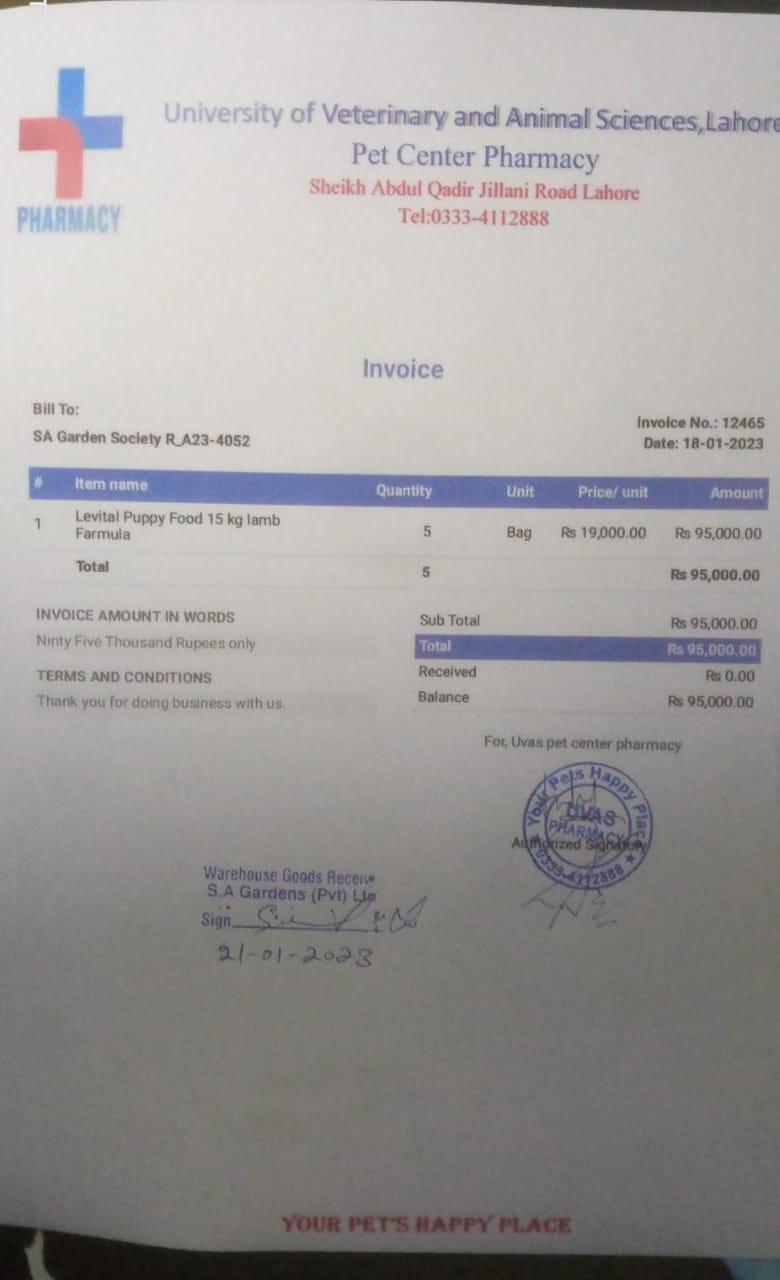 University of Veterinary and Animal Sciences,Lahore
Pet Center Pharmacy
Sheikh Abdul Qadir Jillani Road Lahore
Tel:0333-4112888
PHARMACY
Invoice
Bill To:
SA Garden Society R_A23-4052
Invoice No.: 12465
Date: 18-01-2023
# Item name Quantity Unit Price/ unit Amount
1 Levital Puppy Food 15 kg lamb Farmula 5 Bag Rs 19,000.00 Rs 95,000.00
Total 5 Rs 95,000.00
INVOICE AMOUNT IN WORDS
Ninty Five Thousand Rupees only
TERMS AND CONDITIONS
Thank you for doing business with us.
Sub Total Rs 95,000.00
Total Rs 95,000.00
Received Rs 0.00
Balance Rs 95,000.00
For, Uvas pet center pharmacy
Your Pets Happy Place
UVAS
PHARMACY
0333-4112888
Authorized Signatory
Warehouse Goods Receive
S.A Gardens (Pvt) Ltd
Sign
21-01-2023
YOUR PET'S HAPPY PLACE